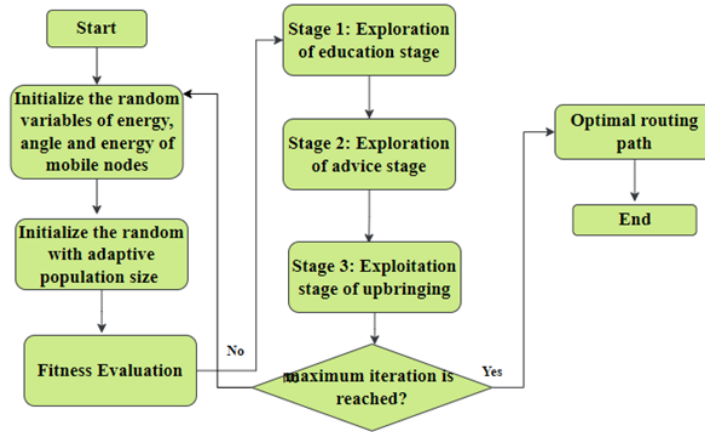 Start
Initialize the random
variables of energy,
angle and energy of
mobile nodes
Initialize the random
with adaptive
population size
Fitness Evaluation
No
Stage 1: Exploration
of education stage
Stage 2: Exploration
of advice stage
Stage 3: Exploitation
stage of upbringing
maximum iteration is
reached?
Yes
Optimal routing
path
End